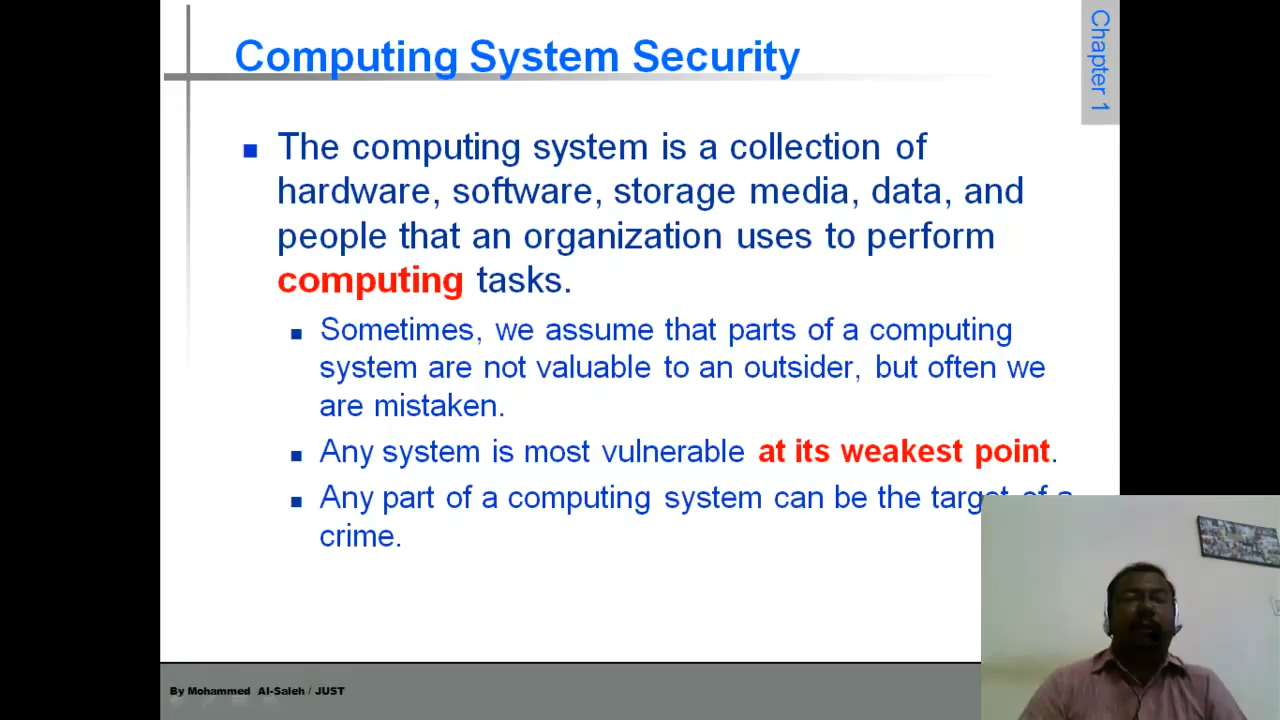 Computing System Security
Chapter 1
The computing system is a collection of
hardware, software, storage media, data, and
people that an organization uses to perform
computing tasks.
Sometimes, we assume that parts of a computing
system are not valuable to an outsider, but often we
are mistaken.
Any system is most vulnerable at its weakest point.
Any part of a computing system can be the target of a
crime.
By Mohammed Al-Saleh / JUST